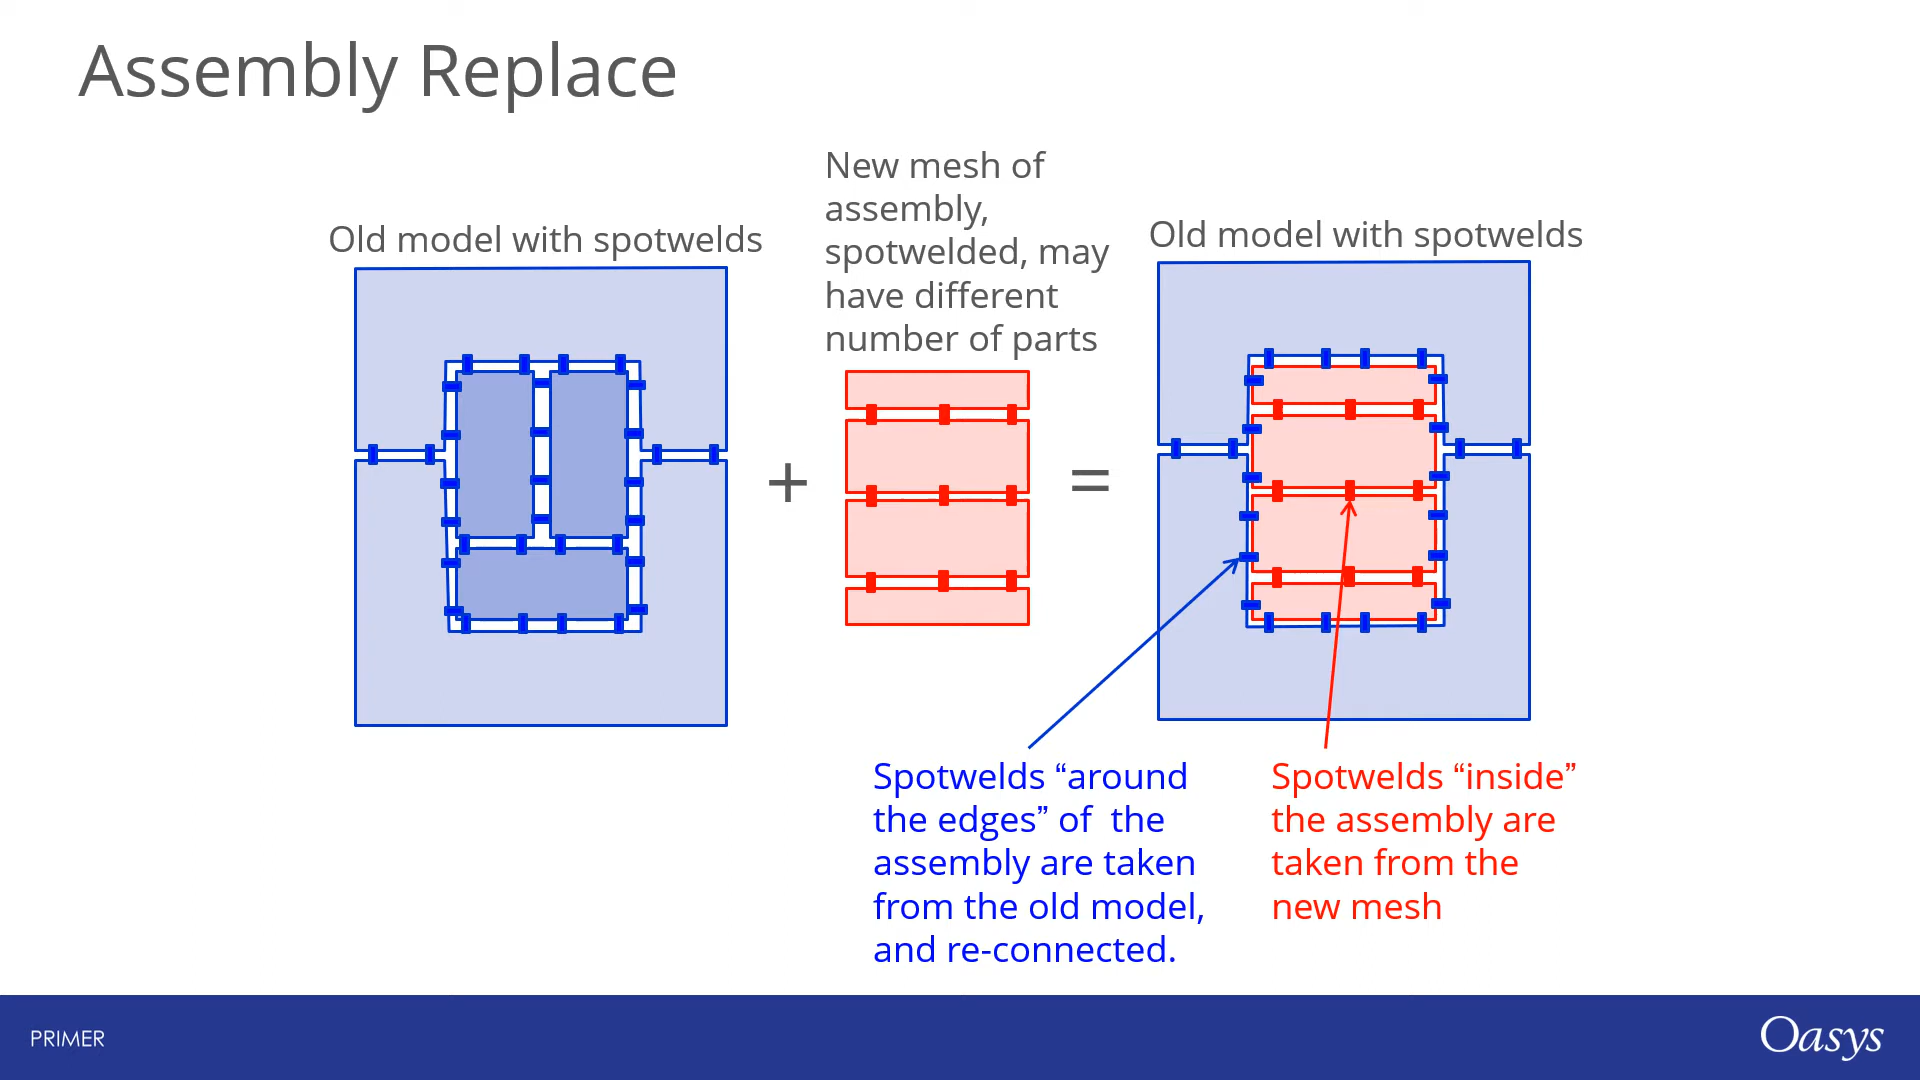 Assembly Replace
Old model with spotwelds
New mesh of
assembly,
spotwelded, may
have different
number of parts
Old model with spotwelds
+
=
Spotwelds “around
the edges” of  the
assembly are taken
from the old model,
and re-connected.
Spotwelds “inside”
the assembly are
taken from the
new mesh
PRIMER
Oasys